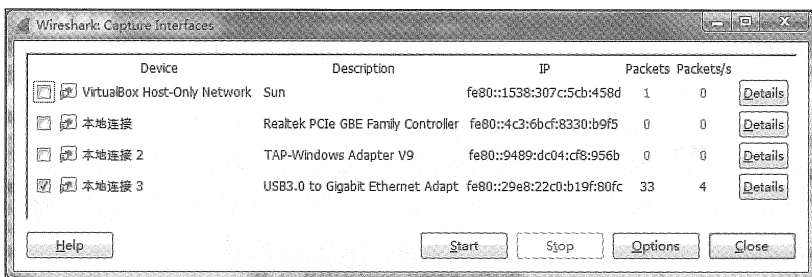 Wireshark: Capture Interfaces
Device Description IP Packets Packets/s
VirtualBox Host-Only Network Sun fe80::1538:307c:5cb:458d 1 0 Details
本地连接 Realtek PCIe GBE Family Controller fe80::4c3:6bcf:8330:b9f5 0 0 Details
本地连接 2 TAP-Windows Adapter V9 fe80::9489:dc04:cf8:956b 0 0 Details
本地连接 3 USB3.0 to Gigabit Ethernet Adapt fe80::29e8:22c0:b19f:80fc 33 4 Details
Help Start Stop Options Close